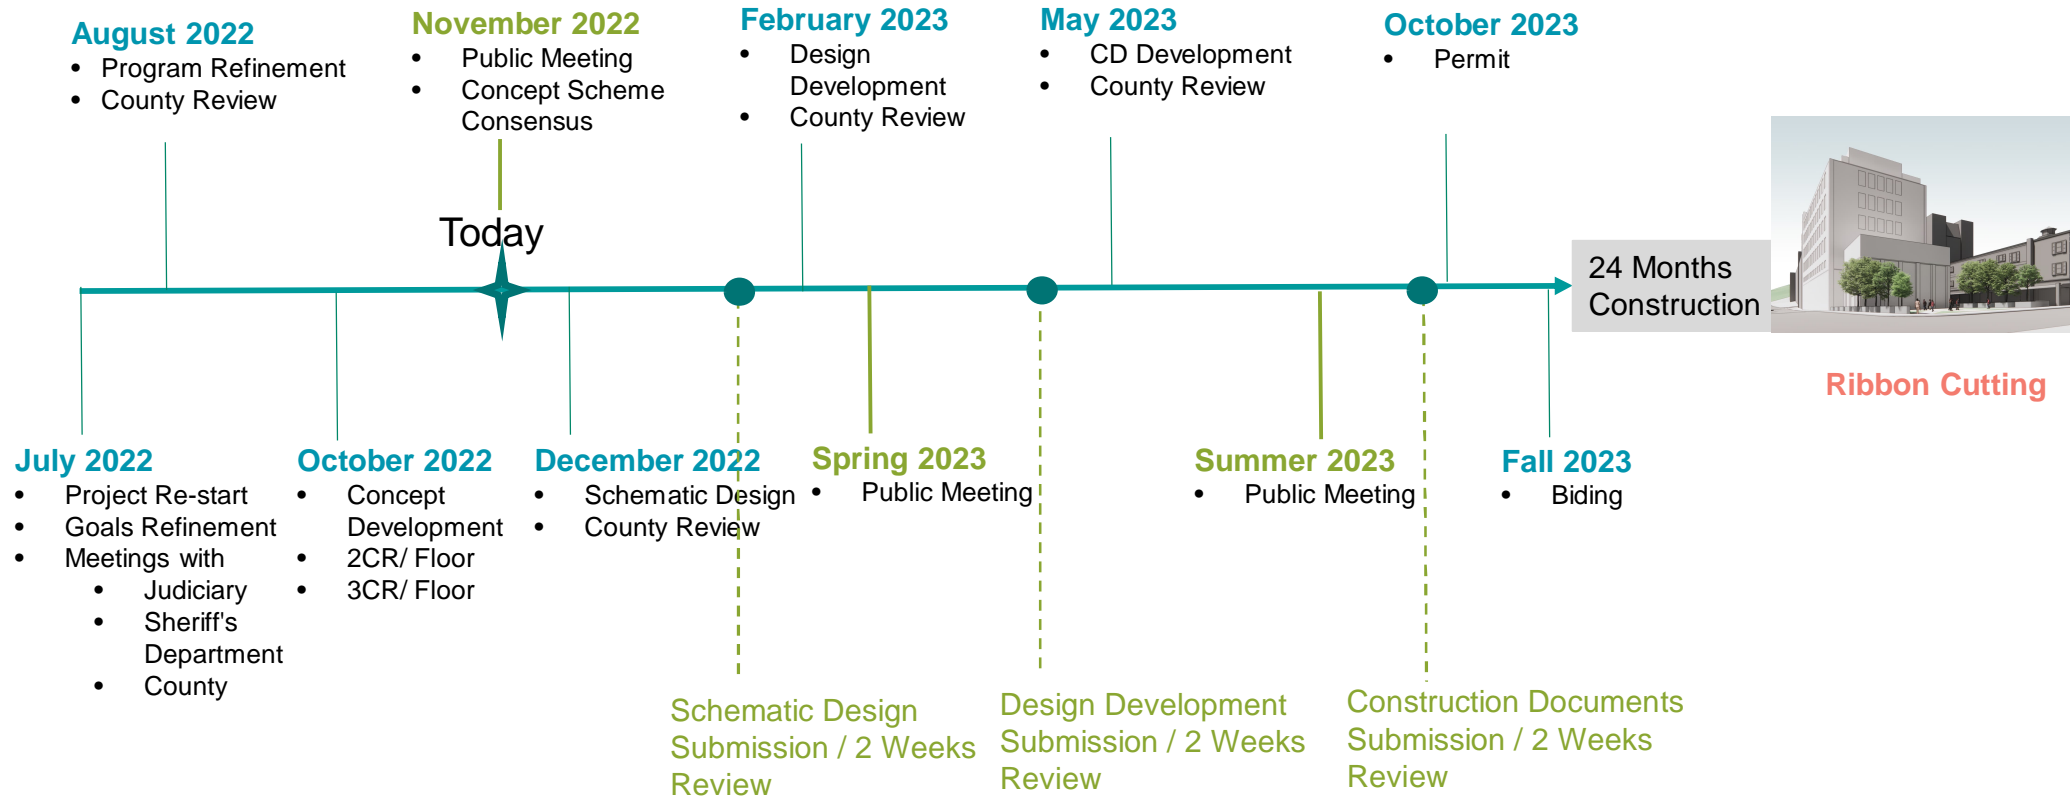 August 2022
• Program Refinement
• County Review
November 2022
• Public Meeting
• Concept Scheme
Consensus
February 2023
• Design
Development
• County Review
May 2023
• CD Development
• County Review
October 2023
• Permit
Today
24 Months
Construction
Ribbon Cutting
July 2022
• Project Re-start
• Goals Refinement
• Meetings with
• Judiciary
• Sheriff's
Department
• County
October 2022
• Concept
Development
• 2CR/ Floor
• 3CR/ Floor
December 2022
• Schematic Design
• County Review
Spring 2023
• Public Meeting
Summer 2023
• Public Meeting
Fall 2023
• Biding
Schematic Design
Submission / 2 Weeks
Review
Design Development
Submission / 2 Weeks
Review
Construction Documents
Submission / 2 Weeks
Review